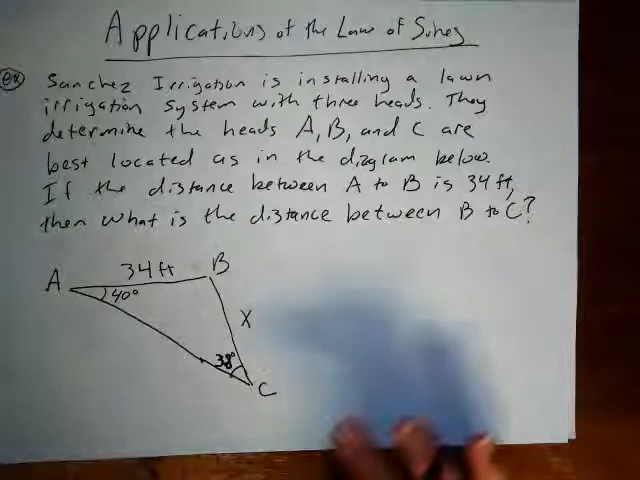 Applications of the Law of Sines
ex Sanchez Irrigation is installing a lawn
irrigation system with three heads. They
determine the heads A, B, and C are
best located as in the diagram below.
If the distance between A to B is 34 ft,
then what is the distance between B to C?
A 34 ft B
40°
X
38°
C